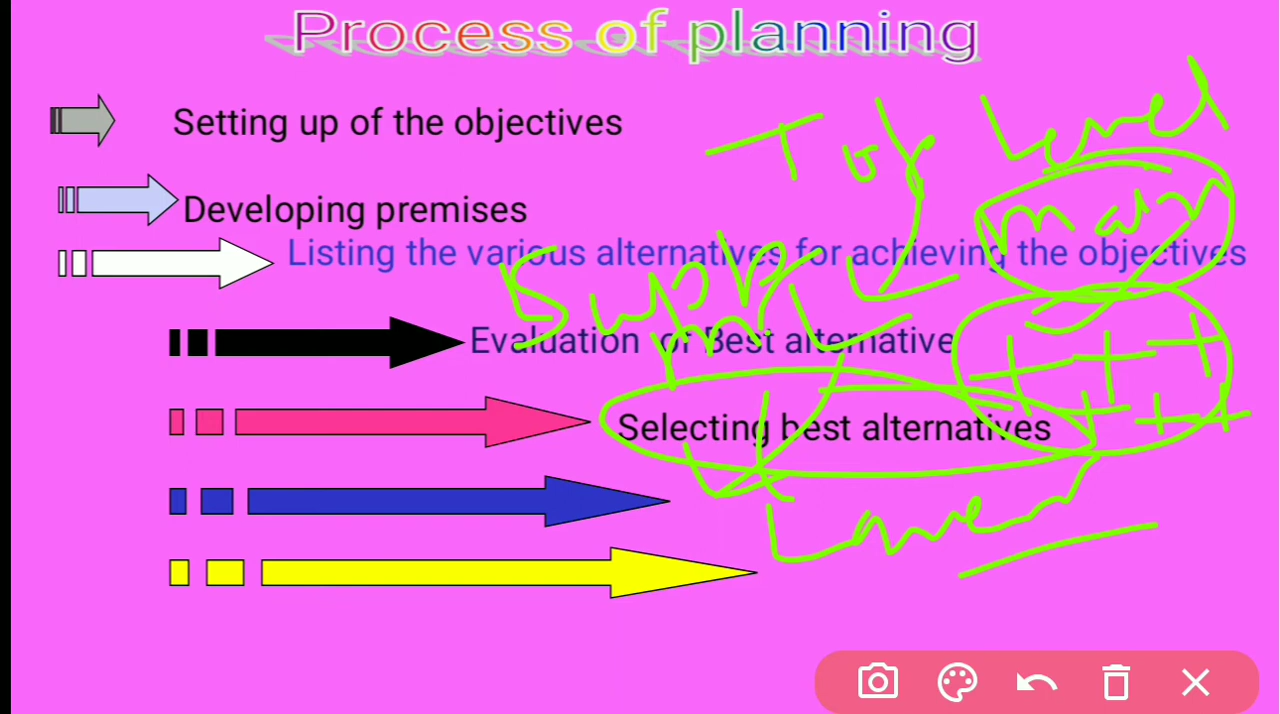 Process of planning
Setting up of the objectives
Top Level
Developing premises
main
Listing the various alternatives for achieving the objectives
Evaluation of Best alternative
Selecting best alternatives
Lower